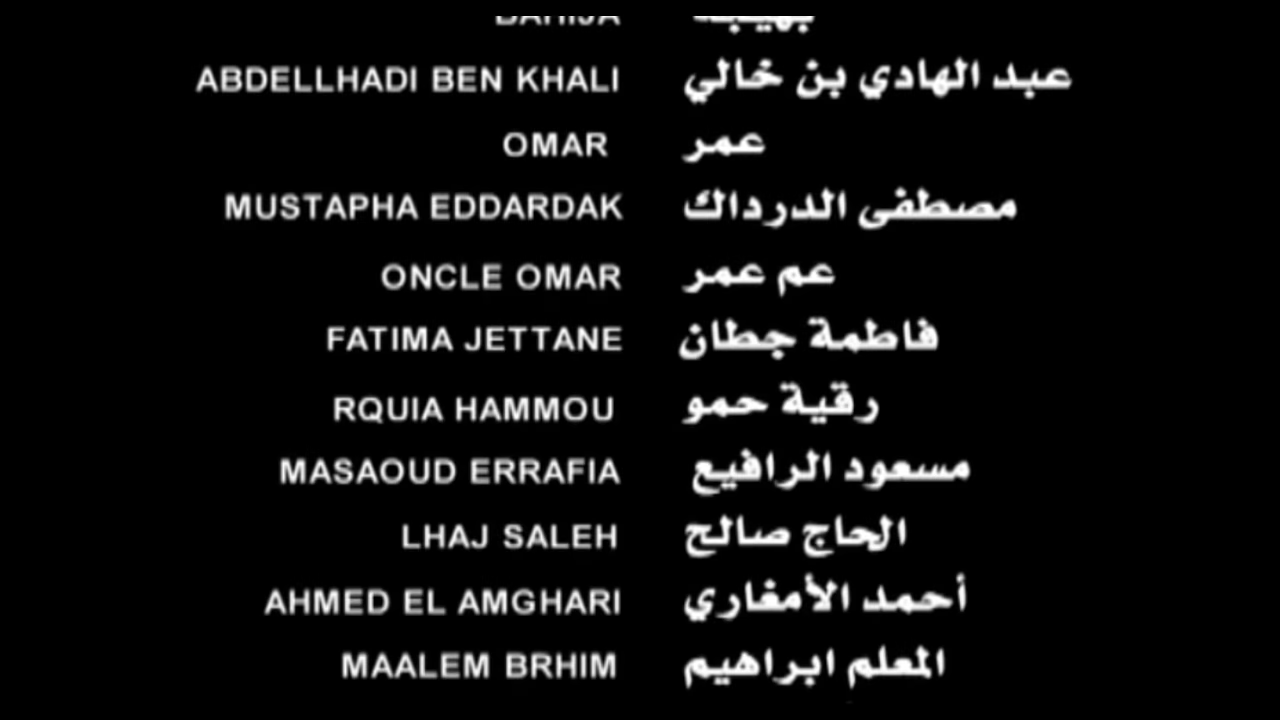 BAHIJA بهيجة
ABDELLHADI BEN KHALI عبد الهادي بن خالي
OMAR عمر
MUSTAPHA EDDARDAK مصطفى الدرداك
ONCLE OMAR عم عمر
FATIMA JETTANE فاطمة جطان
RQUIA HAMMOU رقية حمو
MASAOUD ERRAFIA مسعود الرافيع
LHAJ SALEH الحاج صالح
AHMED EL AMGHARI أحمد الأمغاري
MAALEM BRHIM المعلم ابراهيم